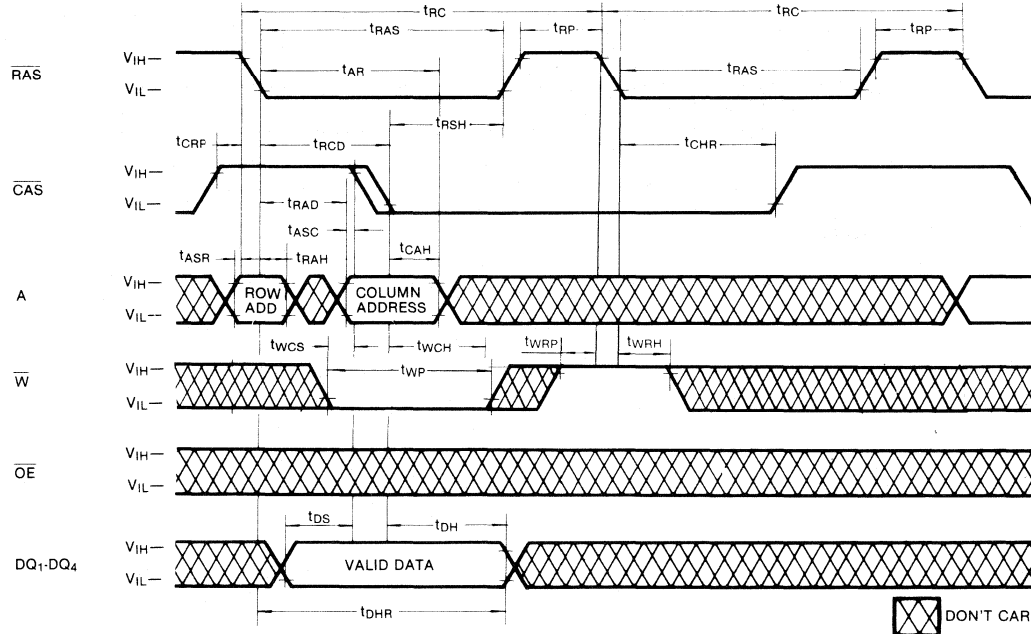 tRC tRC
tRAS tRP tRP
RAS VIH— tAR tRAS
VIL—
tRSH
tCRP tRCD tCHR
CAS VIH—
VIL— tRAD
tASC
tASR tRAH tCAH
A VIH— ROW ADD COLUMN ADDRESS
VIL—
tWCS tWCH tWRP tWRH
W VIH— tWP
VIL—
OE VIH—
VIL—
tDS tDH
DQ1-DQ4 VIH— VALID DATA
VIL—
tDHR
DON'T CAR